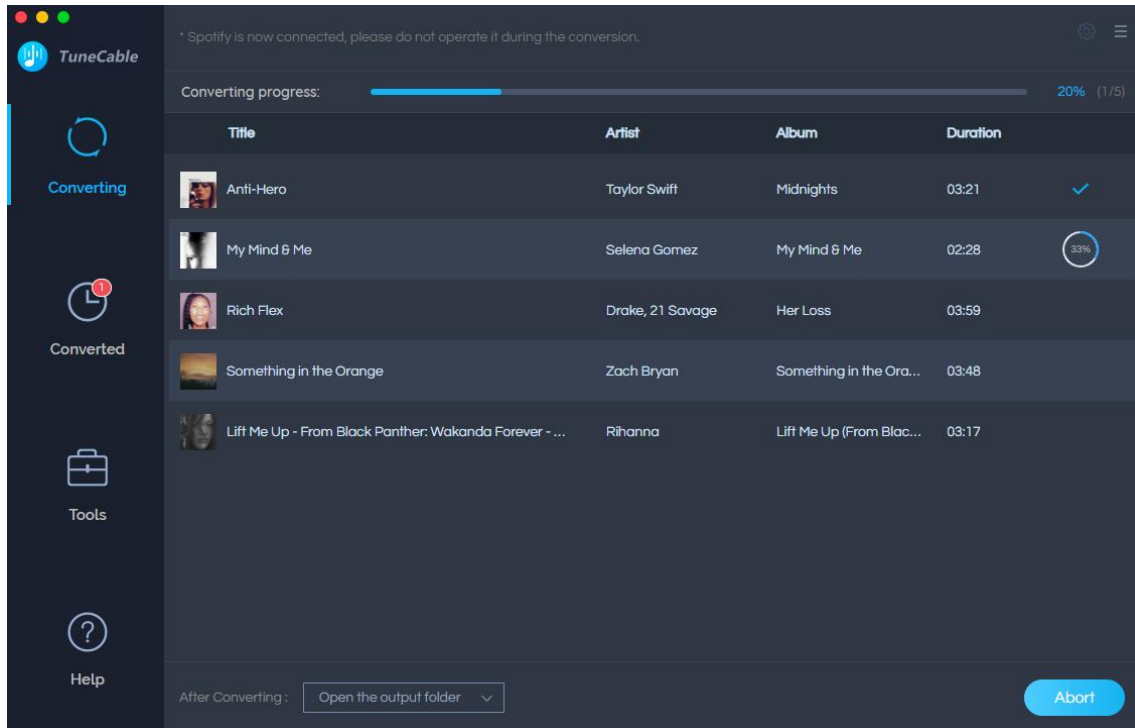 TuneCable
* Spotify is now connected, please do not operate it during the conversion.
Converting progress: 20% (1/5)
Title Artist Album Duration
Converting
Anti-Hero Taylor Swift Midnights 03:21
My Mind & Me Selena Gomez My Mind & Me 02:28 33%
1
Rich Flex Drake, 21 Savage Her Loss 03:59
Converted
Something in the Orange Zach Bryan Something in the Ora... 03:48
Lift Me Up - From Black Panther: Wakanda Forever - ... Rihanna Lift Me Up (From Blac... 03:17
Tools
?
Help
After Converting : Open the output folder Abort